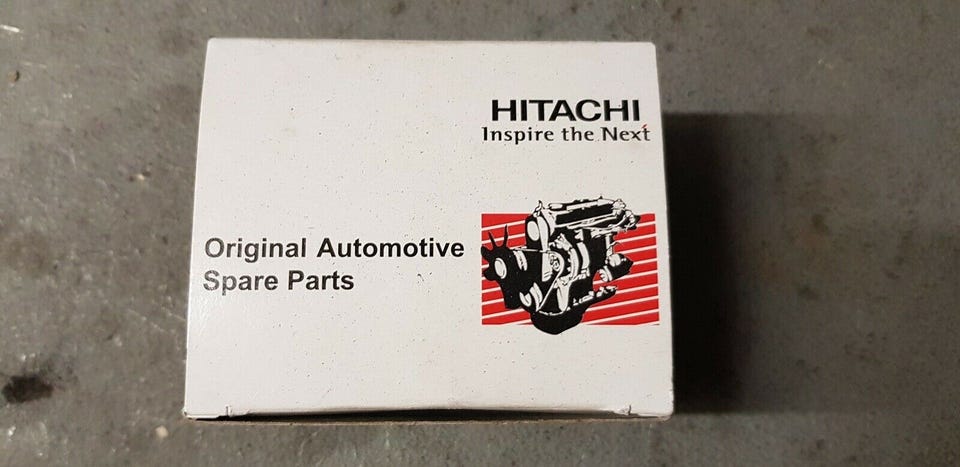 HITACHI
Inspire the Next
Original Automotive
Spare Parts